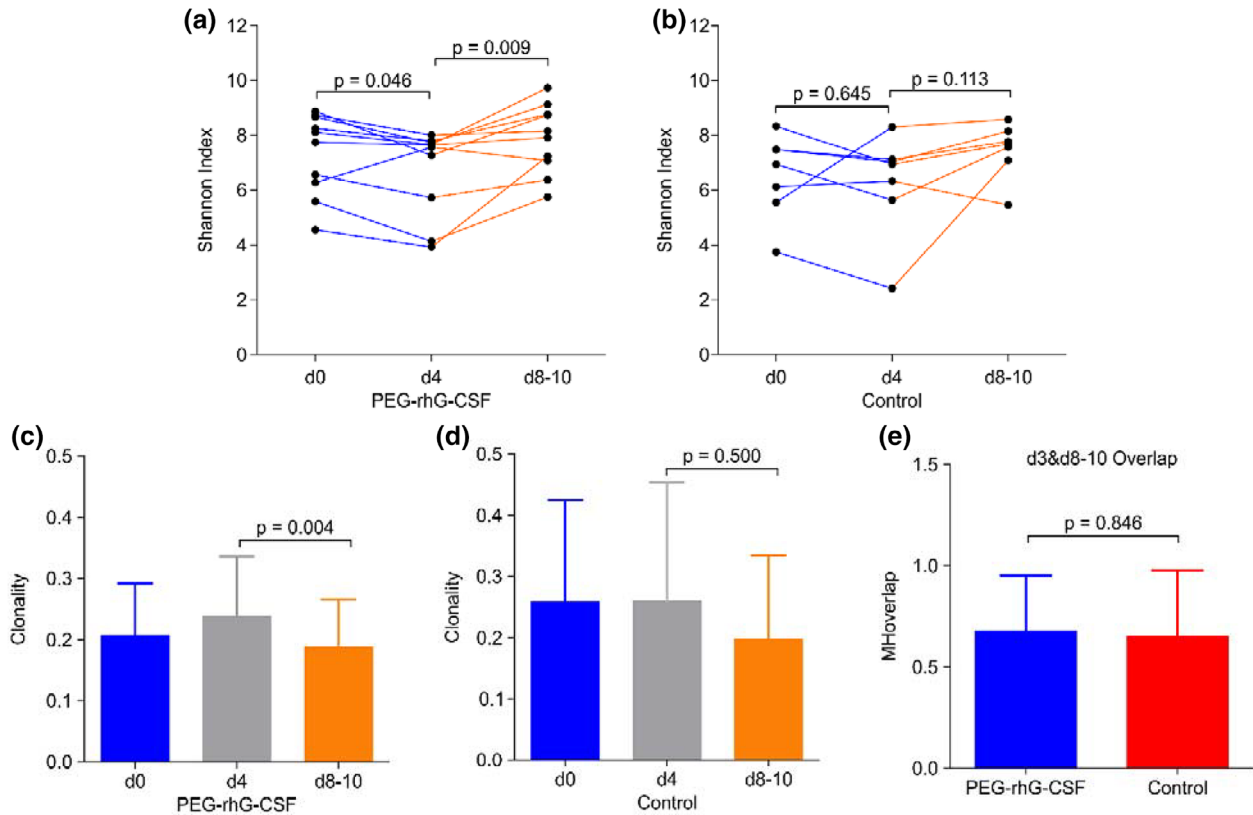 (a)
12
10
8
6
4
2
0
Shannon Index
p = 0.046
p = 0.009
d0
d4
d8-10
PEG-rhG-CSF
(b)
12
10
8
6
4
2
0
Shannon Index
p = 0.645
p = 0.113
d0
d4
d8-10
Control
(c)
0.5
0.4
0.3
0.2
0.1
0.0
Clonality
p = 0.004
d0
d4
d8-10
PEG-rhG-CSF
(d)
0.5
0.4
0.3
0.2
0.1
0.0
Clonality
p = 0.500
d0
d4
d8-10
Control
(e)
d3&d8-10 Overlap
1.5
1.0
0.5
0.0
MHoverlap
p = 0.846
PEG-rhG-CSF
Control